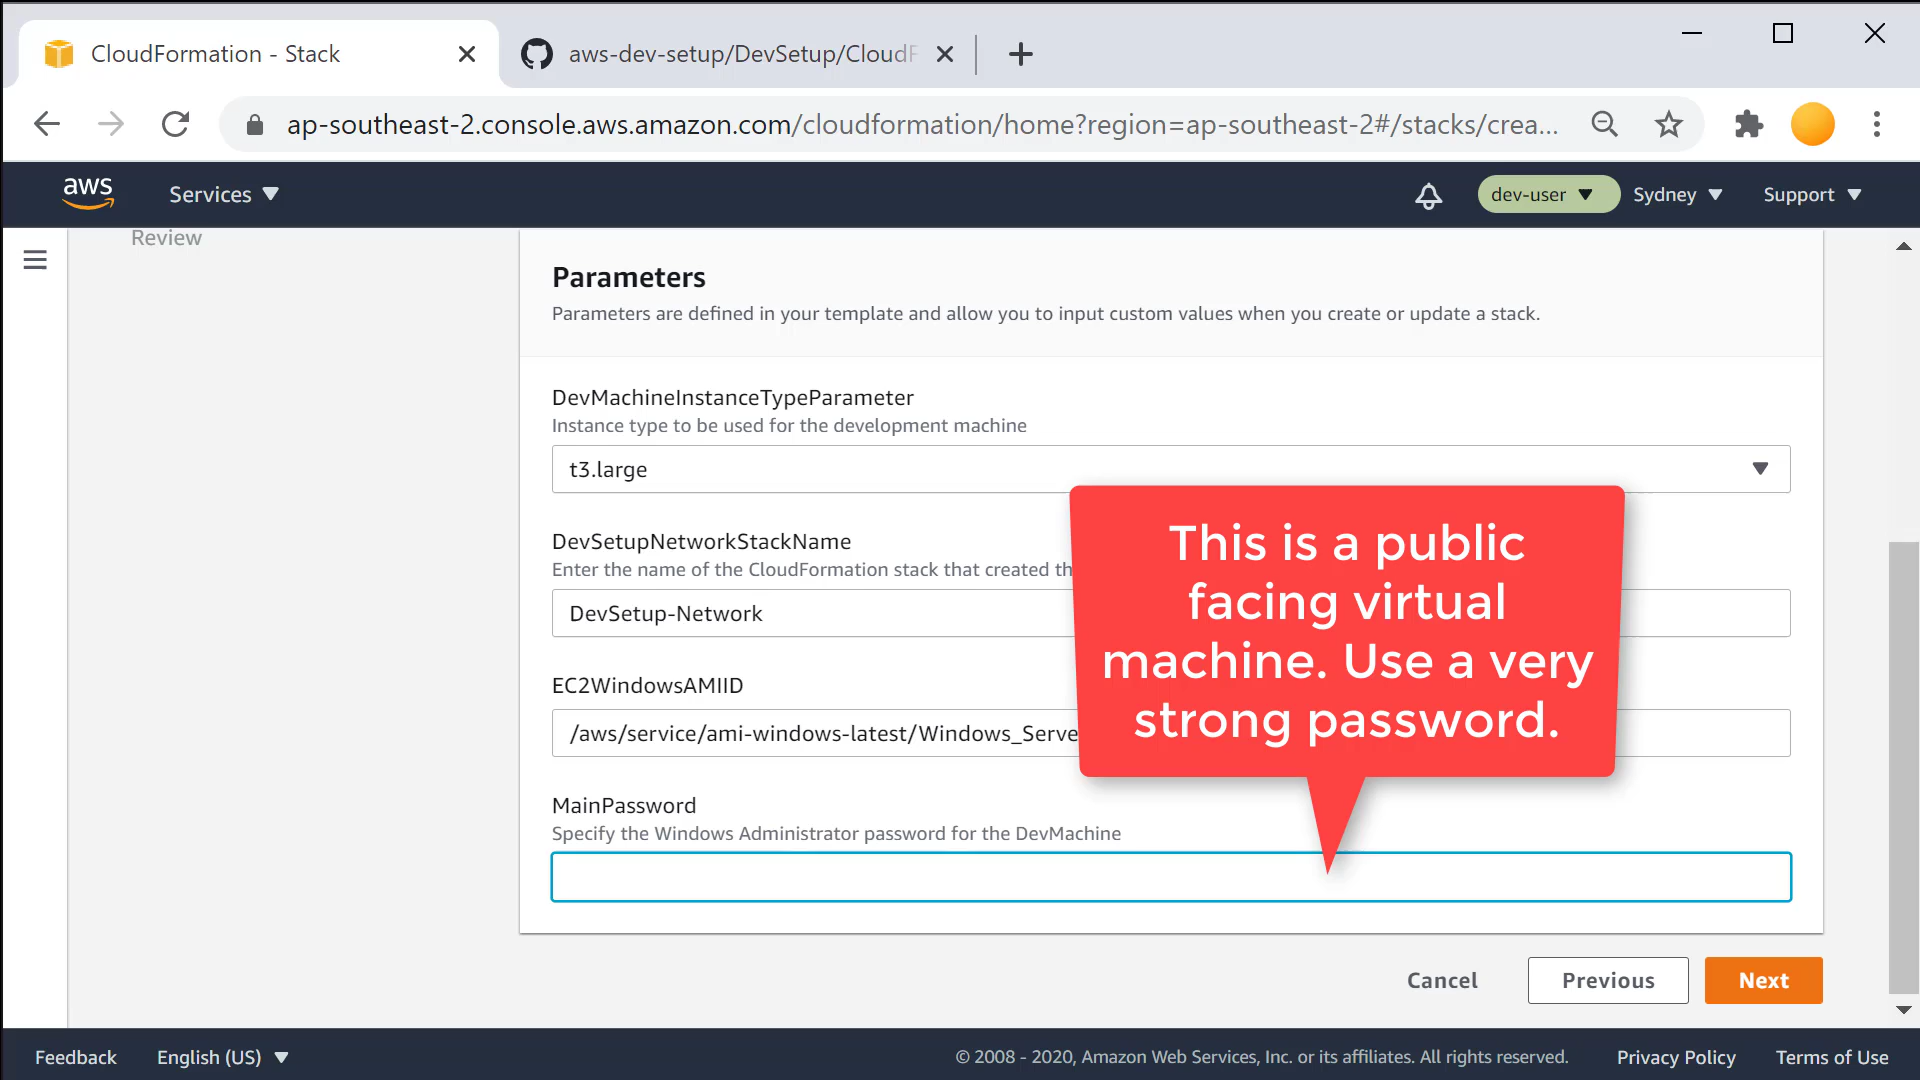 CloudFormation - Stack
aws-dev-setup/DevSetup/CloudF
ap-southeast-2.console.aws.amazon.com/cloudformation/home?region=ap-southeast-2#/stacks/crea...
aws
Services
dev-user
Sydney
Support
Review
Parameters
Parameters are defined in your template and allow you to input custom values when you create or update a stack.
DevMachineInstanceTypeParameter
Instance type to be used for the development machine
t3.large
DevSetupNetworkStackName
Enter the name of the CloudFormation stack that created th
DevSetup-Network
EC2WindowsAMIID
/aws/service/ami-windows-latest/Windows_Serve
This is a public
facing virtual
machine. Use a very
strong password.
MainPassword
Specify the Windows Administrator password for the DevMachine
Cancel
Previous
Next
Feedback
English (US)
© 2008 - 2020, Amazon Web Services, Inc. or its affiliates. All rights reserved.
Privacy Policy
Terms of Use